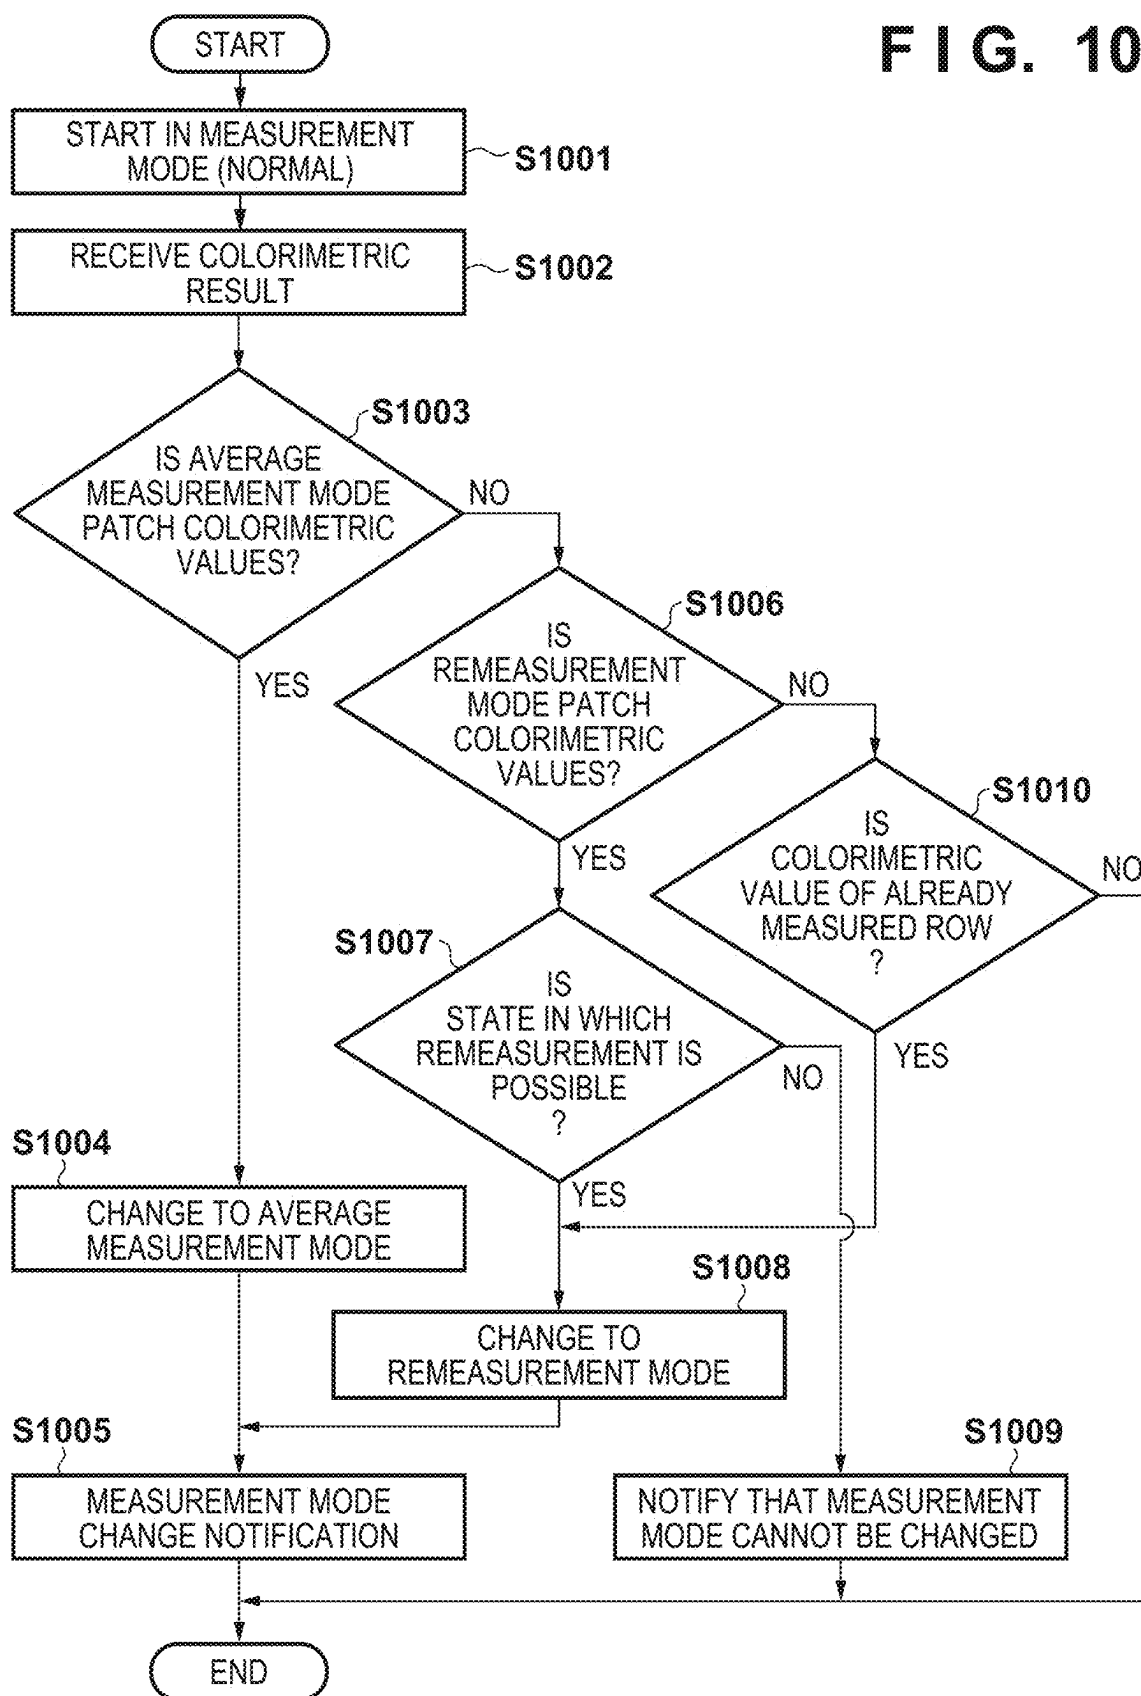 FIG. 10
START
START IN MEASUREMENT
MODE (NORMAL)
S1001
RECEIVE COLORIMETRIC
RESULT
S1002
S1003
IS AVERAGE
MEASUREMENT MODE
PATCH COLORIMETRIC
VALUES?
NO
YES
S1006
IS
REMEASUREMENT
MODE PATCH
COLORIMETRIC
VALUES?
NO
YES
S1010
IS
COLORIMETRIC
VALUE OF ALREADY
MEASURED ROW
?
NO
YES
S1007
IS
STATE IN WHICH
REMEASUREMENT IS
POSSIBLE
?
NO
YES
S1004
CHANGE TO AVERAGE
MEASUREMENT MODE
S1008
CHANGE TO
REMEASUREMENT MODE
S1005
MEASUREMENT MODE
CHANGE NOTIFICATION
S1009
NOTIFY THAT MEASUREMENT
MODE CANNOT BE CHANGED
END